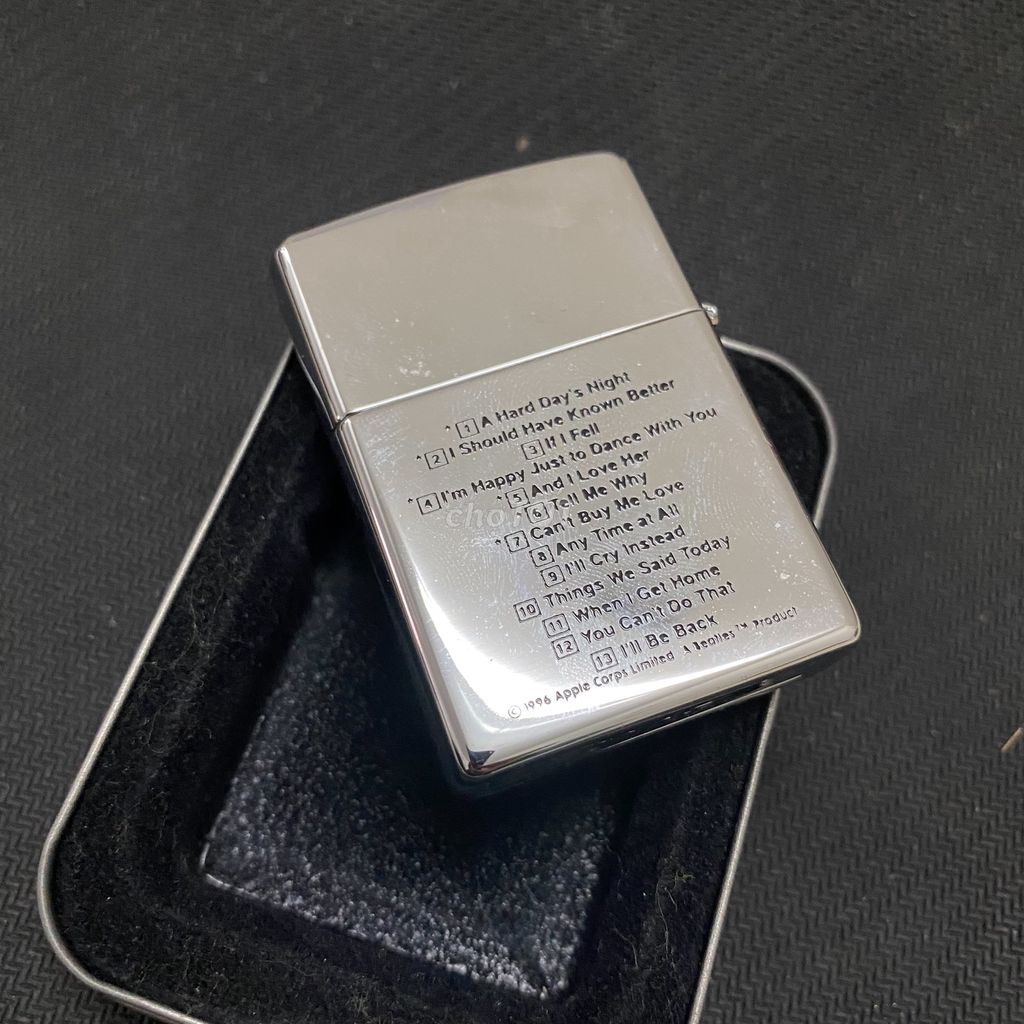 * 1 A Hard Day's Night
* 2 I Should Have Known Better
3 If I Fell
* 4 I'm Happy Just to Dance With You
* 5 And I Love Her
* 6 Tell Me Why
* 7 Can't Buy Me Love
8 Any Time at All
9 I'll Cry Instead
10 Things We Said Today
11 When I Get Home
12 You Can't Do That
13 I'll Be Back
© 1996 Apple Corps Limited A Beatles™ Product